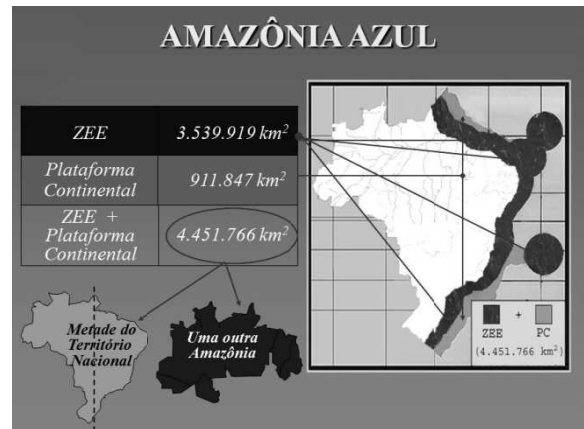 AMAZÔNIA AZUL
ZEE
3.539.919 km²
Plataforma
Continental
911.847 km²
ZEE +
Plataforma
Continental
4.451.766 km²
Metade do
Território
Nacional
Uma outra
Amazônia
+
ZEE PC
(4.451.766 km²)